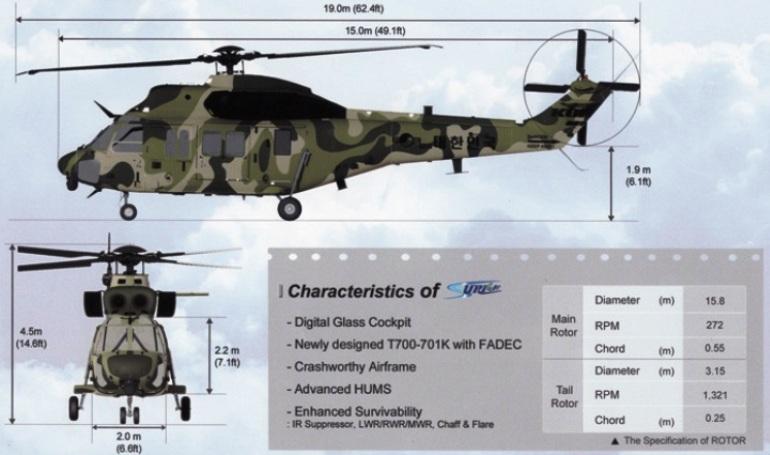 19.0m (62.4ft)
15.0m (49.1ft)
대한민국
1.9 m
(6.1ft)
4.5m
(14.6ft)
2.2 m
(7.1ft)
2.0 m
(6.6ft)
Characteristics of Surion
- Digital Glass Cockpit
- Newly designed T700-701K with FADEC
- Crashworthy Airframe
- Advanced HUMS
- Enhanced Survivability
: IR Suppressor, LWR/RWR/MWR, Chaff & Flare
Main Rotor
Diameter (m) 15.8
RPM 272
Chord (m) 0.55
Tail Rotor
Diameter (m) 3.15
RPM 1,321
Chord (m) 0.25
▲ The Specification of ROTOR